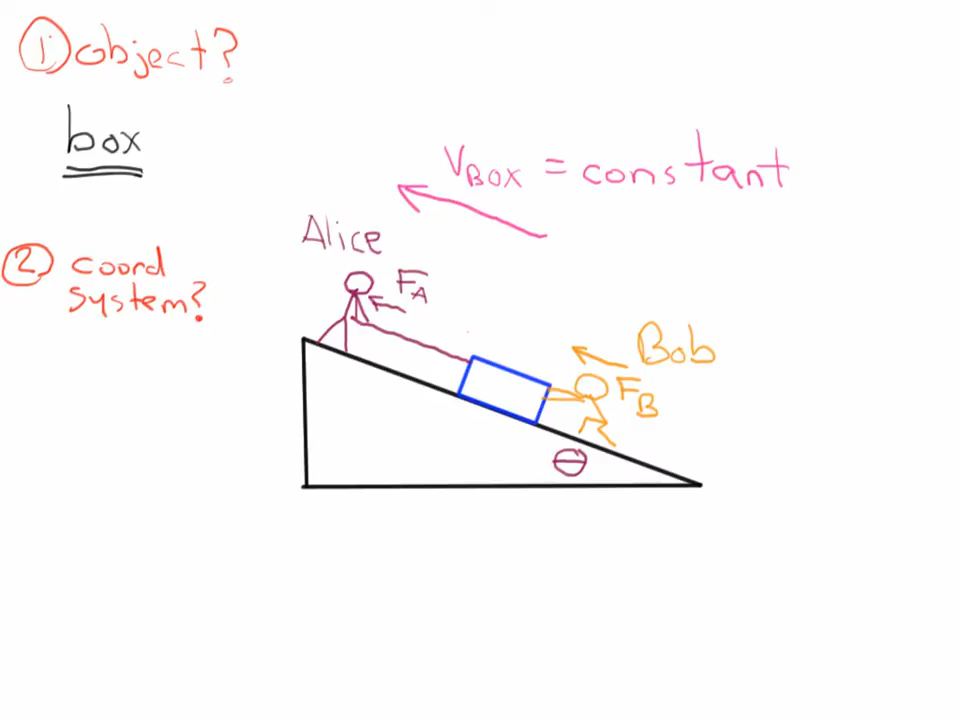 ① object?
box
② coord
system?
V_BOX = constant
Alice
F_A
Bob
F_B
θ